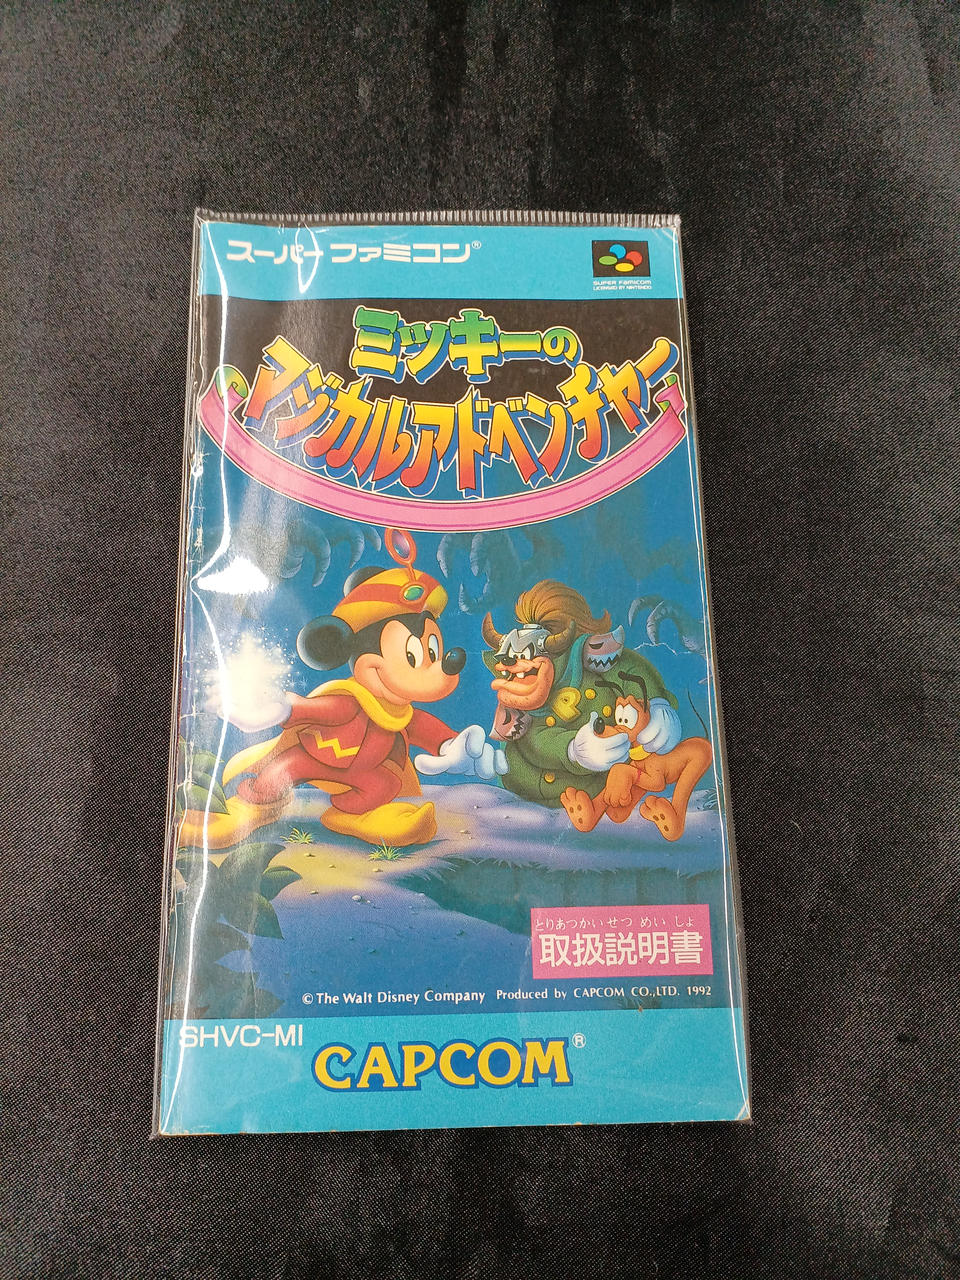 スーパーファミコン®
SUPER FAMICOM
LICENSED BY NINTENDO
ミッキーの
マジカルアドベンチャー
P
とりあつかいせつめいしょ
取扱説明書
© The Walt Disney Company Produced by CAPCOM CO.,LTD. 1992
SHVC-MI
CAPCOM®